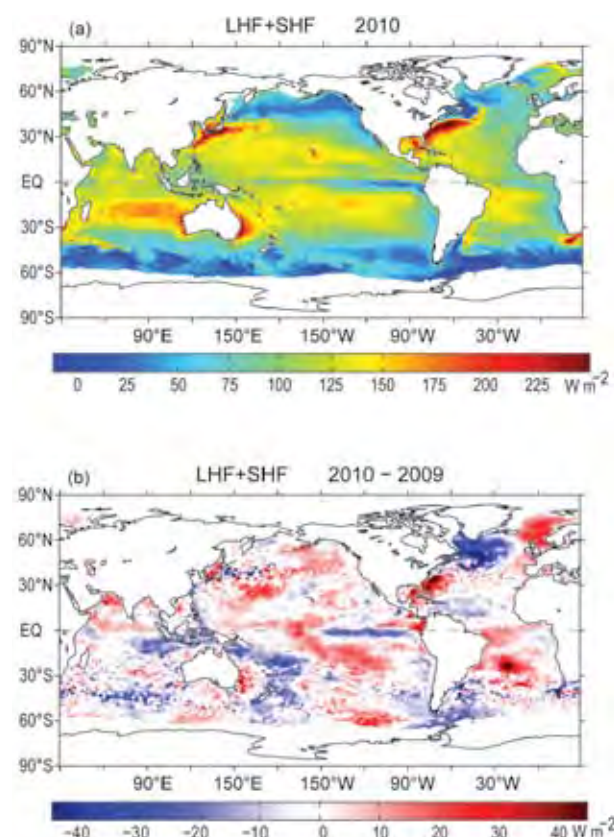 (a) LHF+SHF 2010
90°N
60°N
30°N
EQ
30°S
60°S
90°S
90°E 150°E 150°W 90°W 30°W
0 25 50 75 100 125 150 175 200 225 W m⁻²
(b) LHF+SHF 2010 − 2009
90°N
60°N
30°N
EQ
30°S
60°S
90°S
90°E 150°E 150°W 90°W 30°W
−40 −30 −20 −10 0 10 20 30 40 W m⁻²